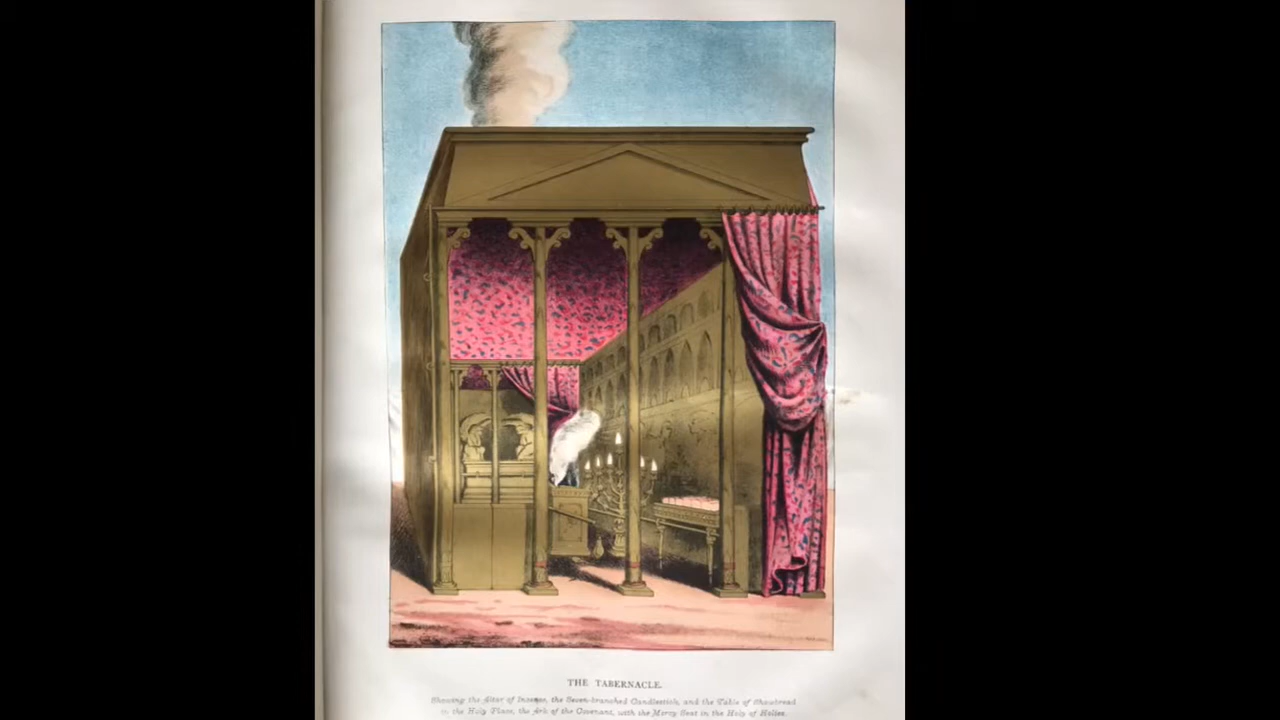 THE TABERNACLE.
Showing the Altar of Incense, the Seven-branched Candlestick, and the Table of Shewbread
in the Holy Place, the Ark of the Covenant, with the Mercy Seat in the Holy of Holies.